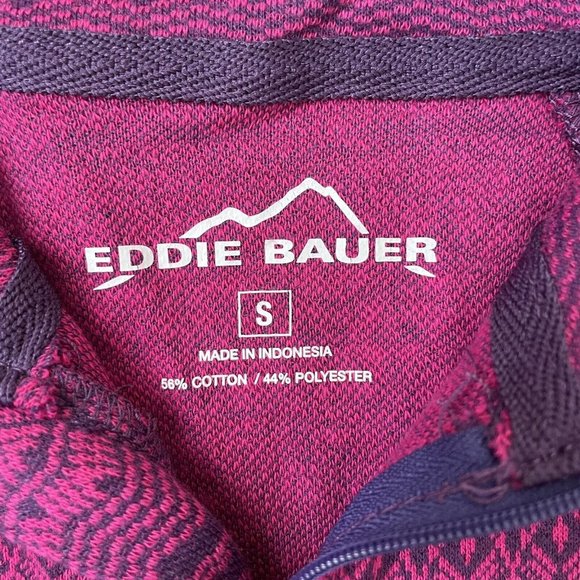 EDDIE BAUER
S
MADE IN INDONESIA
56% COTTON / 44% POLYESTER